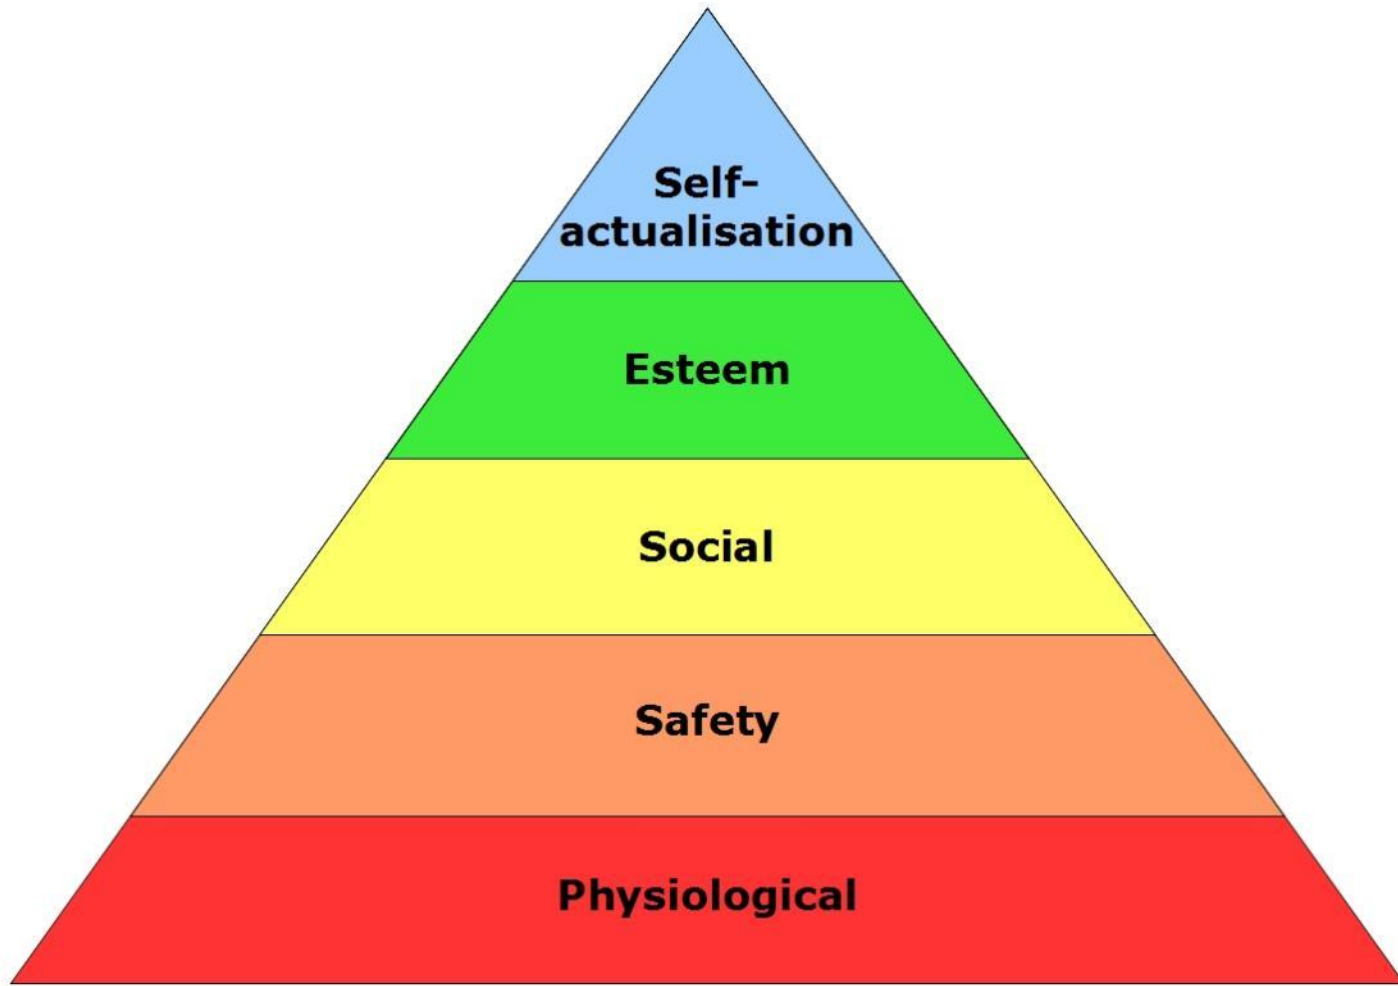 Self-
actualisation
Esteem
Social
Safety
Physiological